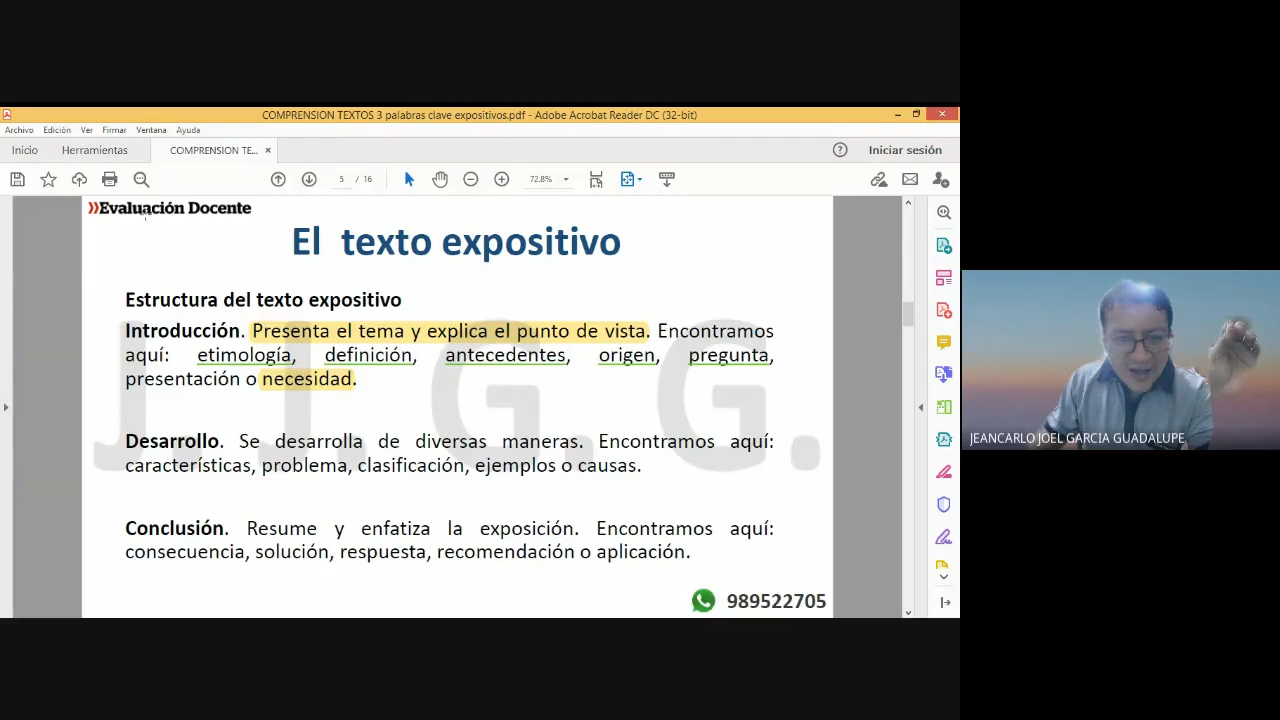 COMPRENSION TEXTOS 3 palabras clave expositivos.pdf - Adobe Acrobat Reader DC (32-bit)
Archivo Edición Ver Firmar Ventana Ayuda
Inicio Herramientas COMPRENSION TE... × Iniciar sesión
5 / 16 72.8%
»Evaluación Docente
El texto expositivo
Estructura del texto expositivo
Introducción. Presenta el tema y explica el punto de vista. Encontramos
aquí: etimología, definición, antecedentes, origen, pregunta,
presentación o necesidad.
Desarrollo. Se desarrolla de diversas maneras. Encontramos aquí:
características, problema, clasificación, ejemplos o causas.
Conclusión. Resume y enfatiza la exposición. Encontramos aquí:
consecuencia, solución, respuesta, recomendación o aplicación.
J. J. G. G.
989522705
JEANCARLO JOEL GARCIA GUADALUPE